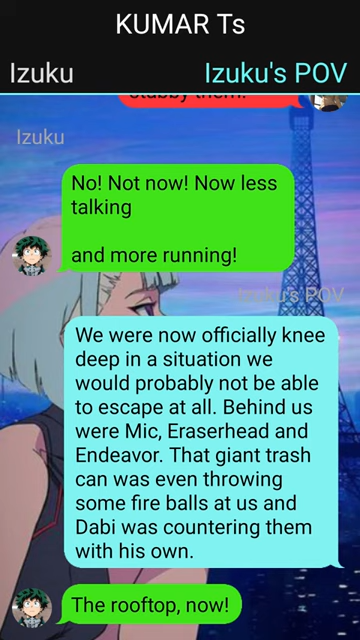 KUMAR Ts
Izuku
Izuku's POV
stabby them!
Izuku
No! Not now! Now less
talking
and more running!
Izuku's POV
We were now officially knee
deep in a situation we
would probably not be able
to escape at all. Behind us
were Mic, Eraserhead and
Endeavor. That giant trash
can was even throwing
some fire balls at us and
Dabi was countering them
with his own.
The rooftop, now!